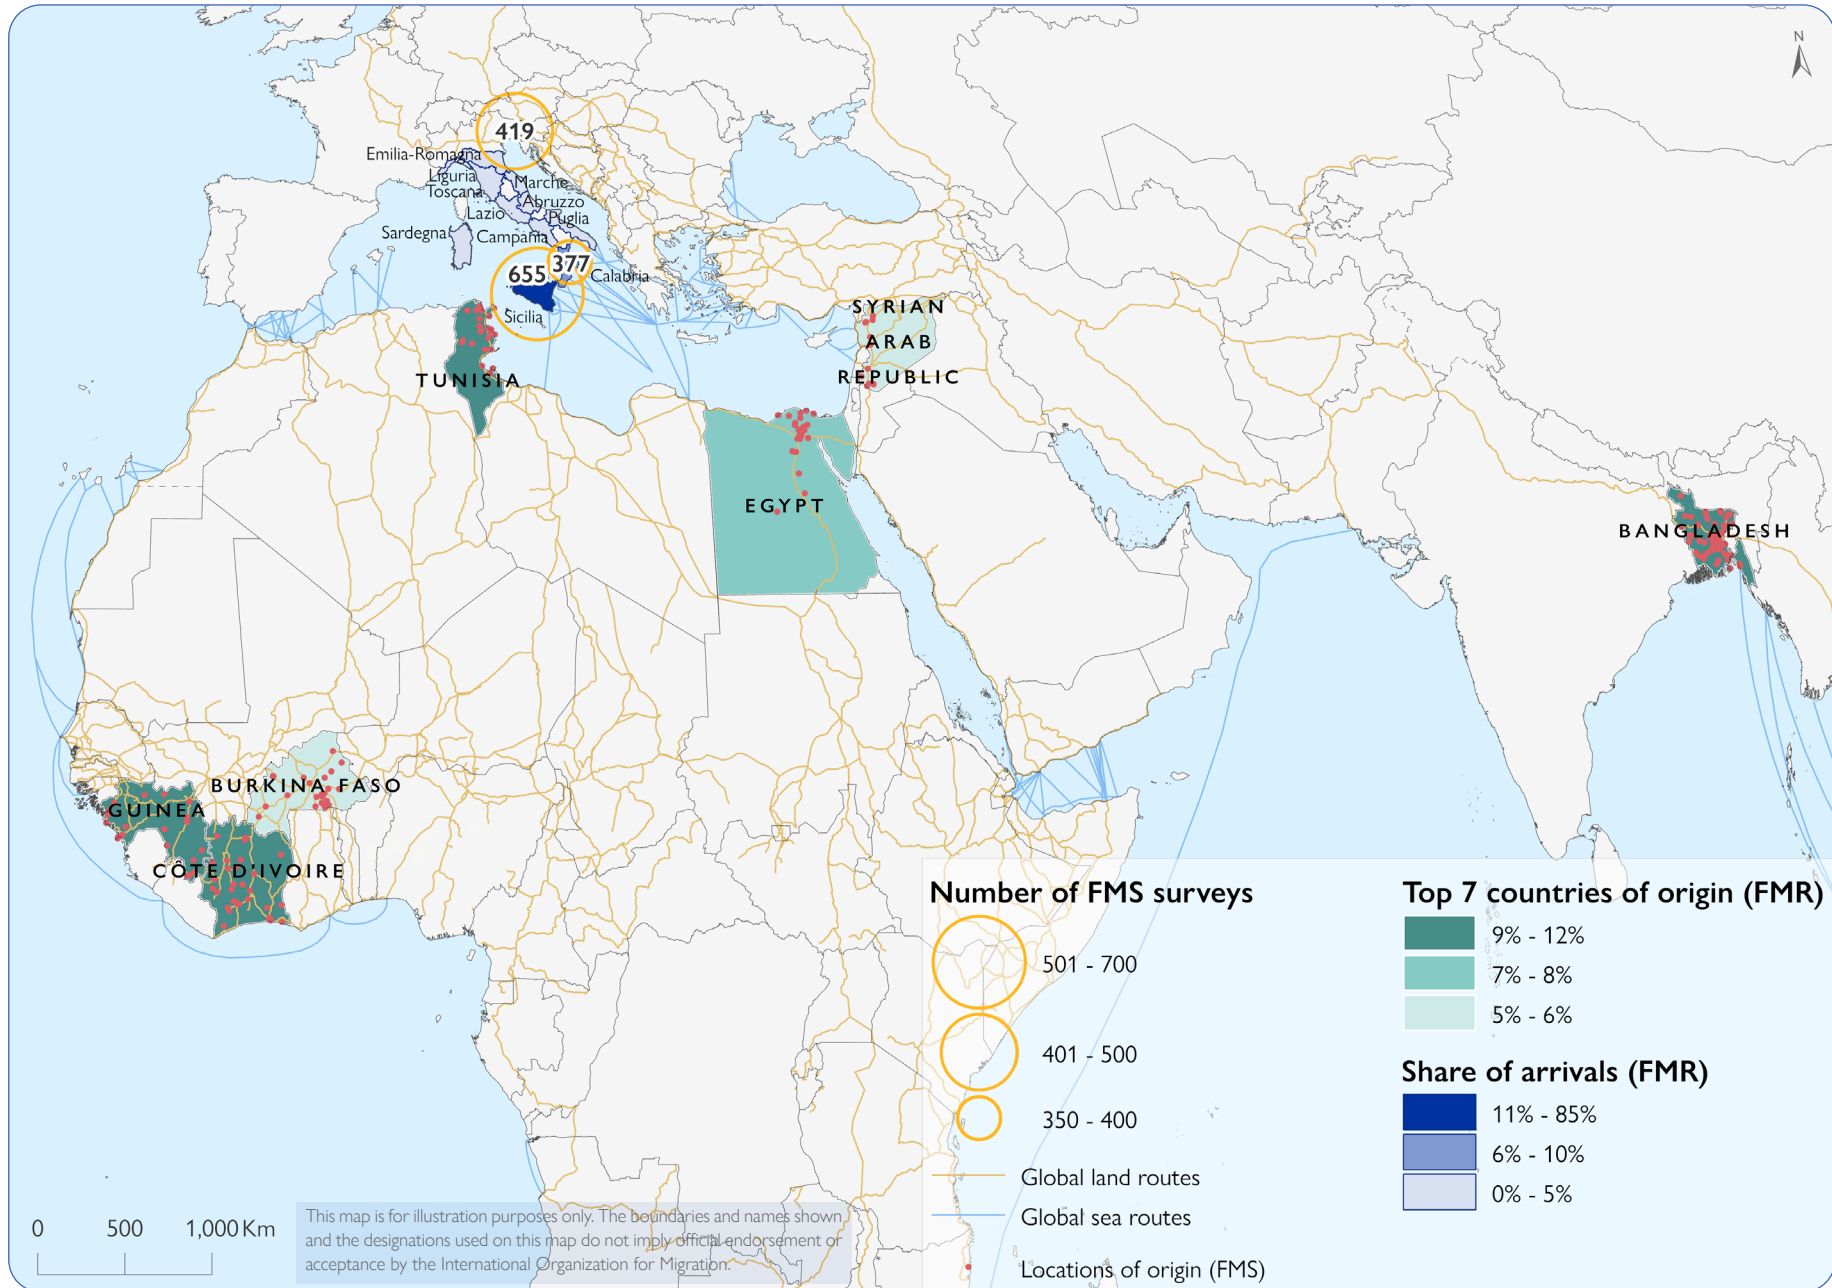 N
419
Emilia-Romagna
Liguria
Toscana
Marche
Abruzzo
Lazio
Puglia
Sardegna
Campania
377
655
Calabria
Sicilia
SYRIAN
ARAB
REPUBLIC
TUNISIA
EGYPT
BANGLADESH
BURKINA FASO
GUINEA
CÔTE D'IVOIRE
Number of FMS surveys
501 - 700
401 - 500
350 - 400
Global land routes
Global sea routes
Locations of origin (FMS)
Top 7 countries of origin (FMR)
9% - 12%
7% - 8%
5% - 6%
Share of arrivals (FMR)
11% - 85%
6% - 10%
0% - 5%
0 500 1,000 Km
This map is for illustration purposes only. The boundaries and names shown
and the designations used on this map do not imply official endorsement or
acceptance by the International Organization for Migration.